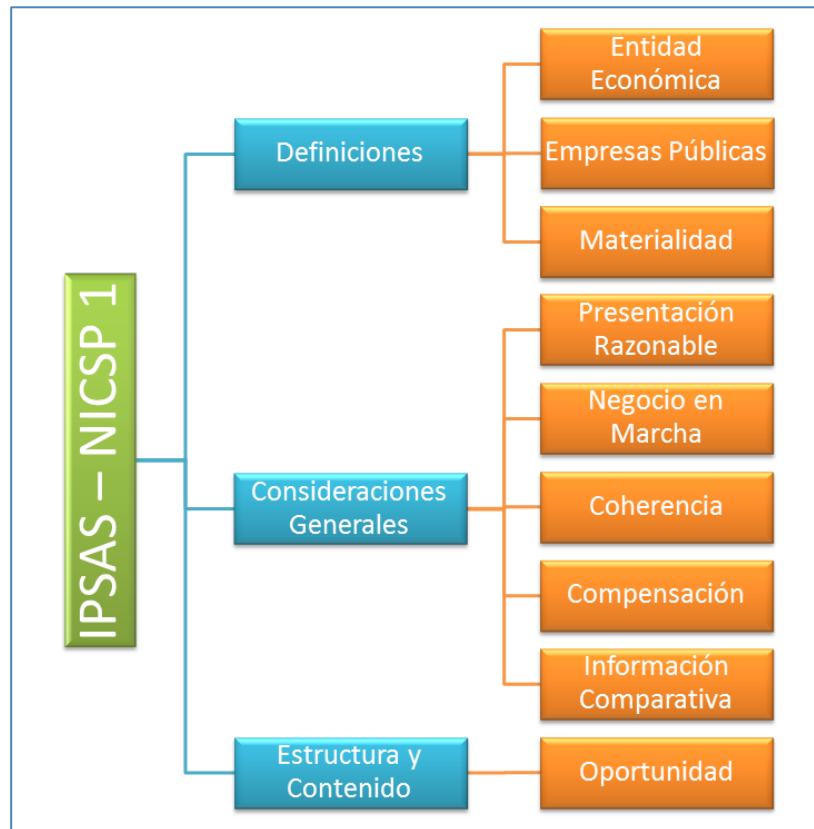 IPSAS – NICSP 1
Definiciones
Entidad
Económica
Empresas Públicas
Materialidad
Consideraciones
Generales
Presentación
Razonable
Negocio en
Marcha
Coherencia
Compensación
Información
Comparativa
Estructura y
Contenido
Oportunidad